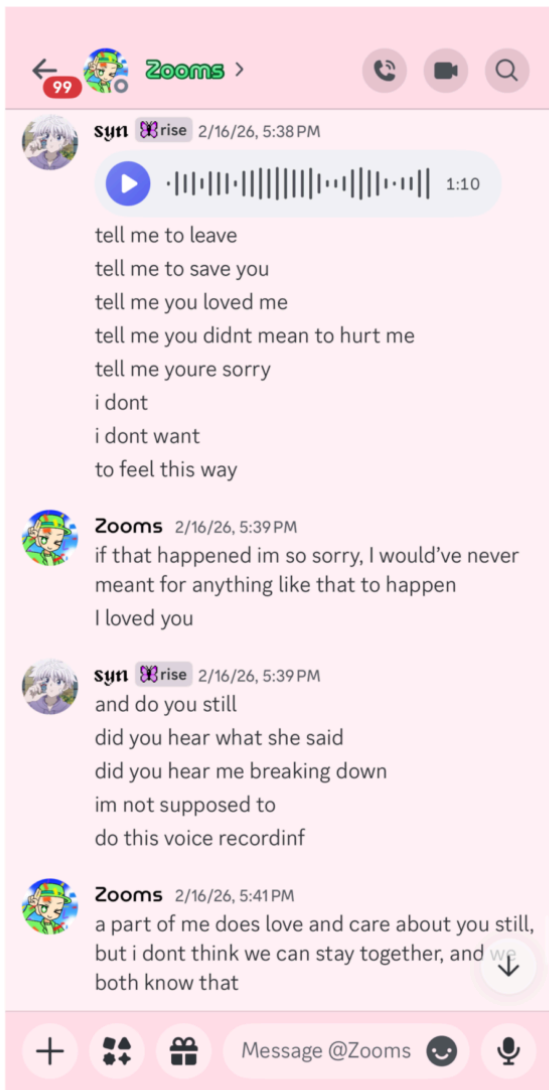 99
Zooms >
syn rise 2/16/26, 5:38 PM
1:10
tell me to leave
tell me to save you
tell me you loved me
tell me you didnt mean to hurt me
tell me youre sorry
i dont
i dont want
to feel this way
Zooms 2/16/26, 5:39 PM
if that happened im so sorry, I would’ve never
meant for anything like that to happen
I loved you
syn rise 2/16/26, 5:39 PM
and do you still
did you hear what she said
did you hear me breaking down
im not supposed to
do this voice recordinf
Zooms 2/16/26, 5:41 PM
a part of me does love and care about you still,
but i dont think we can stay together, and we
both know that
Message @Zooms